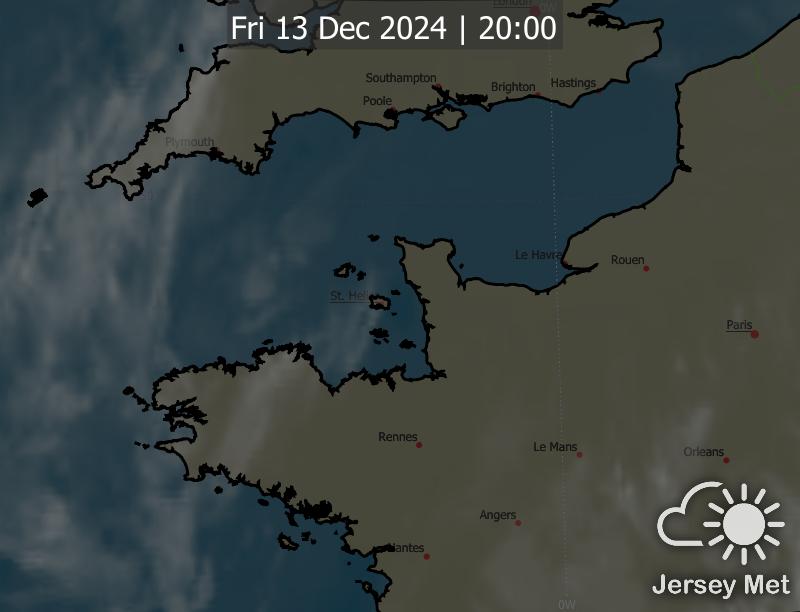 London
0W
Fri 13 Dec 2024 | 20:00
Southampton
Brighton
Hastings
Poole
Plymouth
Le Havre
Rouen
St. Heli
Paris
Rennes
Le Mans
Orleans
Angers
Nantes
Jersey Met
0W